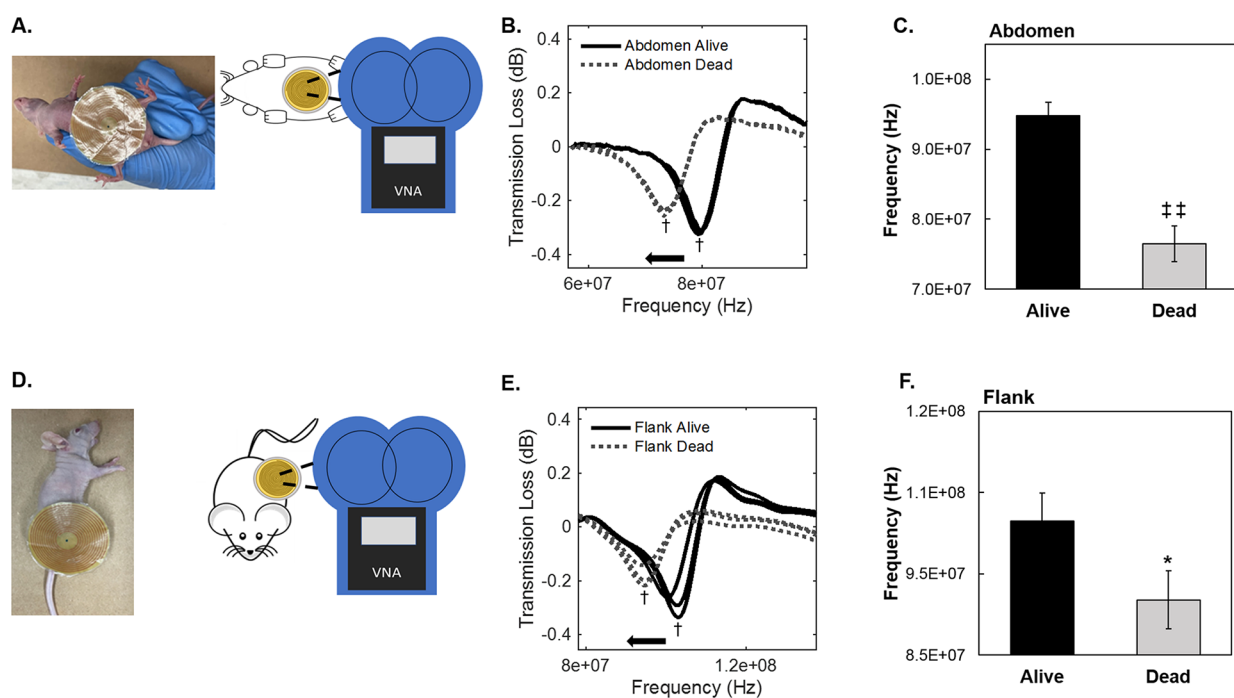 A.
VNA
B.
Transmission Loss (dB)
0.4
0.2
0
-0.2
-0.4
Abdomen Alive
Abdomen Dead
†
†
6e+07
8e+07
Frequency (Hz)
C.
Abdomen
Frequency (Hz)
1.0E+08
9.0E+07
8.0E+07
7.0E+07
‡‡
Alive
Dead
D.
VNA
E.
Transmission Loss (dB)
0.4
0.2
0
-0.2
-0.4
Flank Alive
Flank Dead
†
†
8e+07
1.2e+08
Frequency (Hz)
F.
Flank
Frequency (Hz)
1.2E+08
1.1E+08
9.5E+07
8.5E+07
*
Alive
Dead